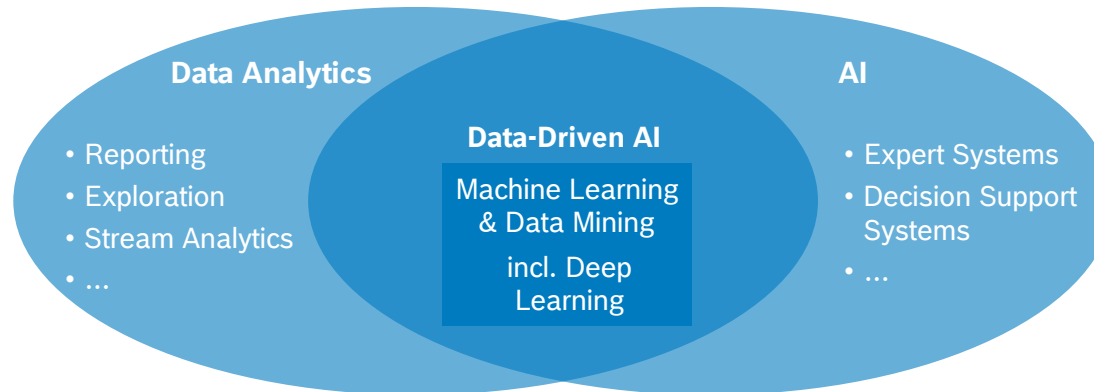 Data Analytics
• Reporting
• Exploration
• Stream Analytics
• ...
Data-Driven AI
Machine Learning
& Data Mining
incl. Deep
Learning
AI
• Expert Systems
• Decision Support
Systems
• ...